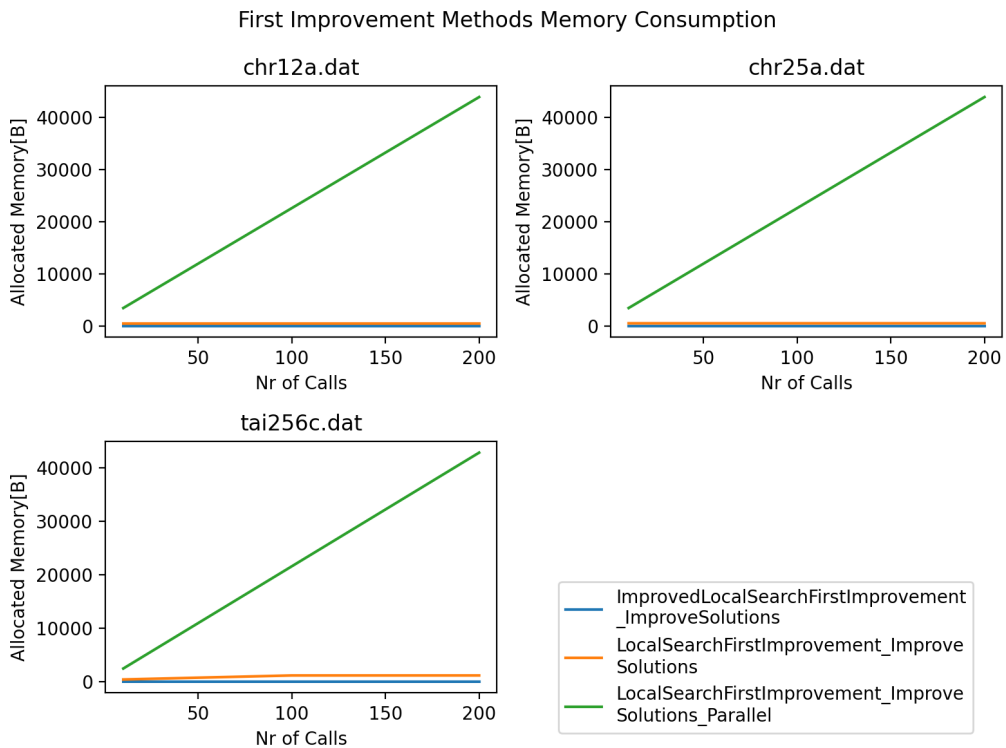 First Improvement Methods Memory Consumption
chr12a.dat
Allocated Memory[B]
40000
30000
20000
10000
0
50 100 150 200
Nr of Calls
chr25a.dat
Allocated Memory[B]
40000
30000
20000
10000
0
50 100 150 200
Nr of Calls
tai256c.dat
Allocated Memory[B]
40000
30000
20000
10000
0
50 100 150 200
Nr of Calls
ImprovedLocalSearchFirstImprovement
_ImproveSolutions
LocalSearchFirstImprovement_Improve
Solutions
LocalSearchFirstImprovement_Improve
Solutions_Parallel